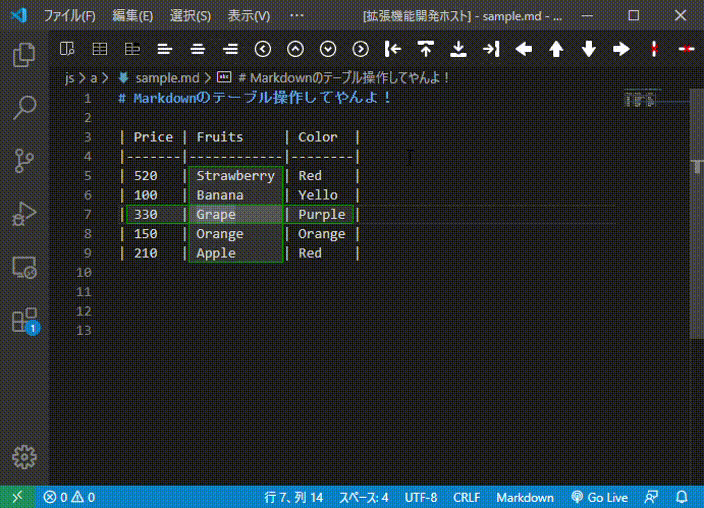 ファイル(F) 編集(E) 選択(S) 表示(V) ··· [拡張機能開発ホスト] - sample.md - ...
js > a > sample.md > # Markdownのテーブル操作してやんよ！
1 # Markdownのテーブル操作してやんよ！
2
3 | Price | Fruits | Color |
4 |-------|------------|--------|
5 | 520 | Strawberry | Red |
6 | 100 | Banana | Yello |
7 | 330 | Grape | Purple |
8 | 150 | Orange | Orange |
9 | 210 | Apple | Red |
10
11
12
13
1
0 0 行 7、列 14 スペース: 4 UTF-8 CRLF Markdown Go Live